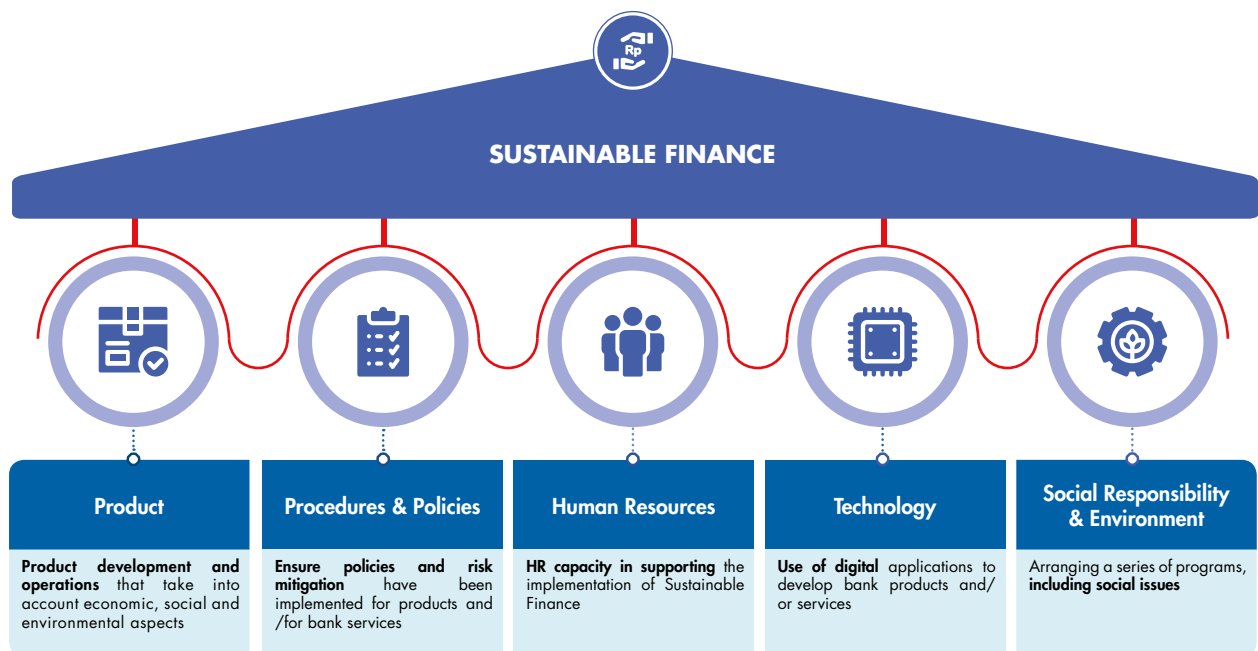 Rp
SUSTAINABLE FINANCE
Product
Product development and
operations that take into
account economic, social and
environmental aspects
Procedures & Policies
Ensure policies and risk
mitigation have been
implemented for products and
/for bank services
Human Resources
HR capacity in supporting the
implementation of Sustainable
Finance
Technology
Use of digital applications to
develop bank products and/
or services
Social Responsibility
& Environment
Arranging a series of programs,
including social issues